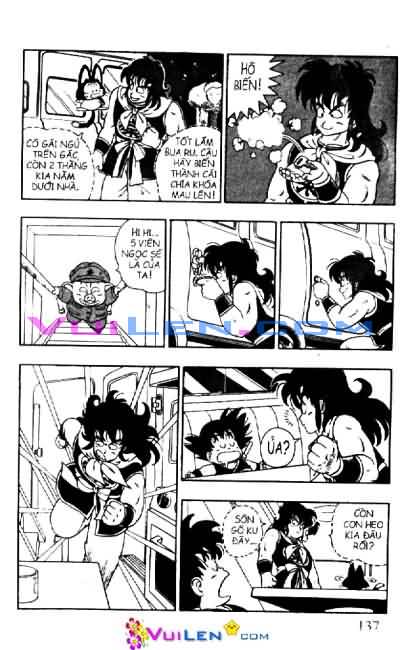 CÔ GÁI NGỦ
TRÊN GÁC,
CÒN 2 THẰNG
KIA NẰM
DƯỚI NHÀ.
TỐT LẮM
BUA RU. CẬU
HÃY BIẾN
THÀNH CÁI
CHÌA KHÓA
MAU LÊN!
HÔ
BIẾN!
HI HI...
5 VIÊN
NGỌC SẼ
LÀ CỦA
TA!
VUILEN.COM
ỦA?
SÔN
GÔ KU
ĐÂY...
CÒN
CON HEO
KIA ĐÂU
RỒI?
137
VUILEN.COM